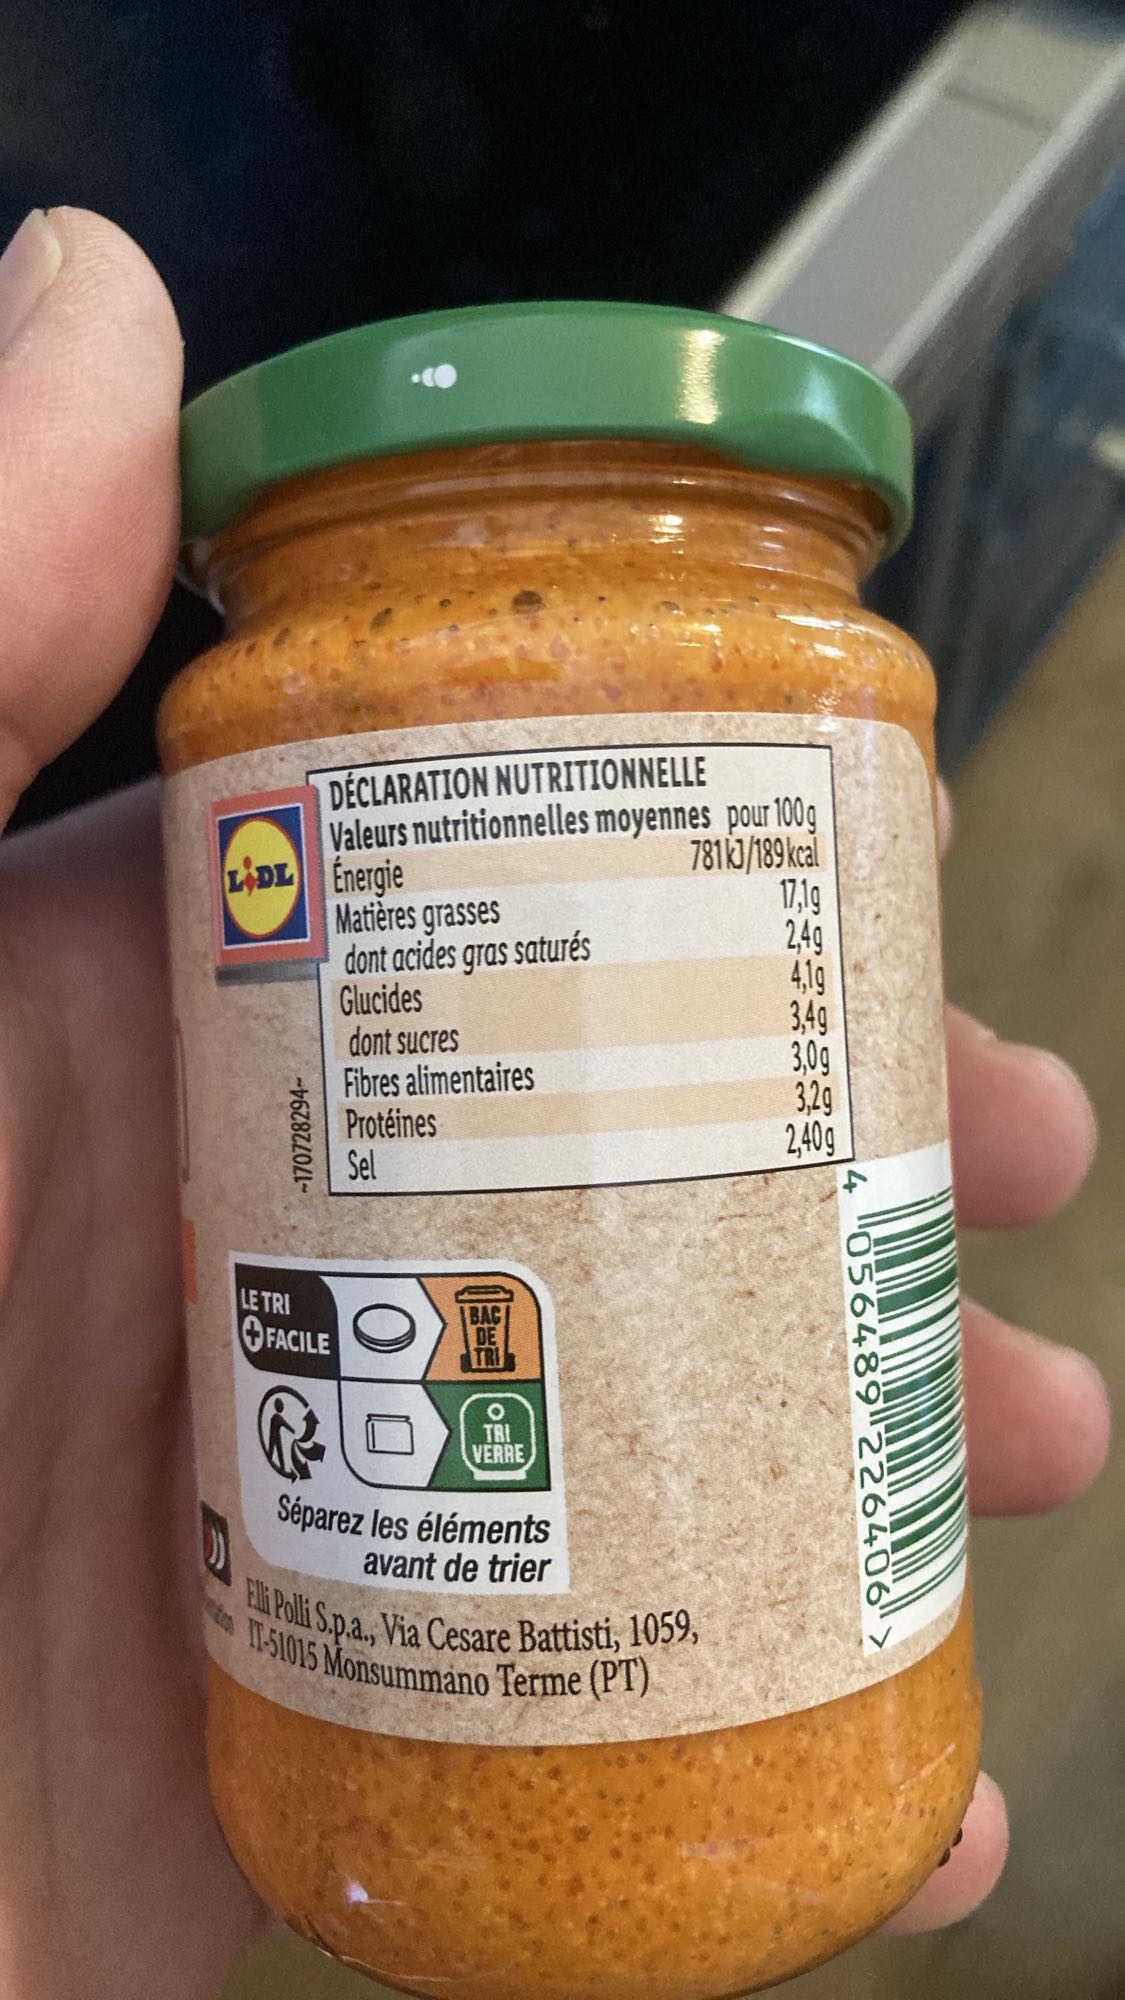 LIDL
DÉCLARATION NUTRITIONNELLE
Valeurs nutritionnelles moyennes pour 100g
Énergie 781kJ/189kcal
Matières grasses 17,1g
dont acides gras saturés 2,4g
Glucides 4,1g
dont sucres 3,4g
Fibres alimentaires 3,0g
Protéines 3,2g
Sel 2,40g
~170728294~
LE TRI
+ FACILE
BAC
DE
TRI
TRI
VERRE
Séparez les éléments
avant de trier
F.lli Polli S.p.a., Via Cesare Battisti, 1059,
IT-51015 Monsummano Terme (PT)
4 056489 226406 >